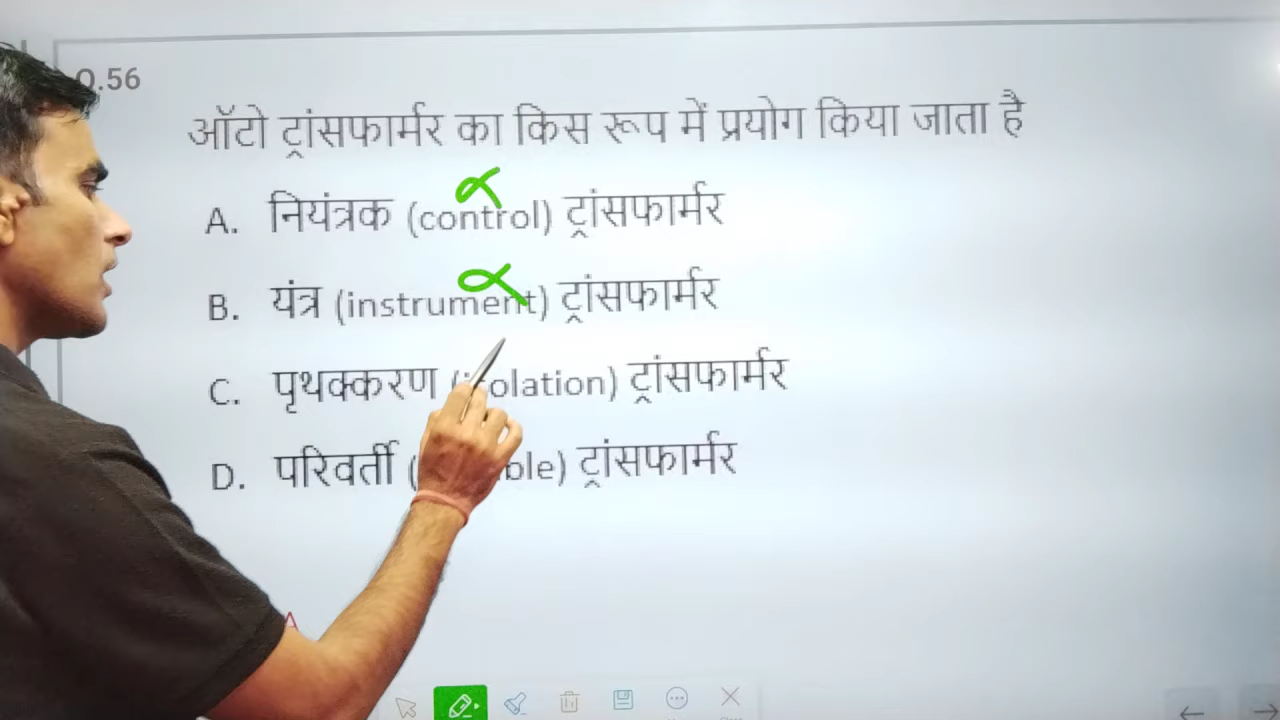 Q.56
ऑटो ट्रांसफार्मर का किस रूप में प्रयोग किया जाता है
A. नियंत्रक (control) ट्रांसफार्मर
B. यंत्र (instrument) ट्रांसफार्मर
C. पृथक्करण (isolation) ट्रांसफार्मर
D. परिवर्ती ( ble) ट्रांसफार्मर
A